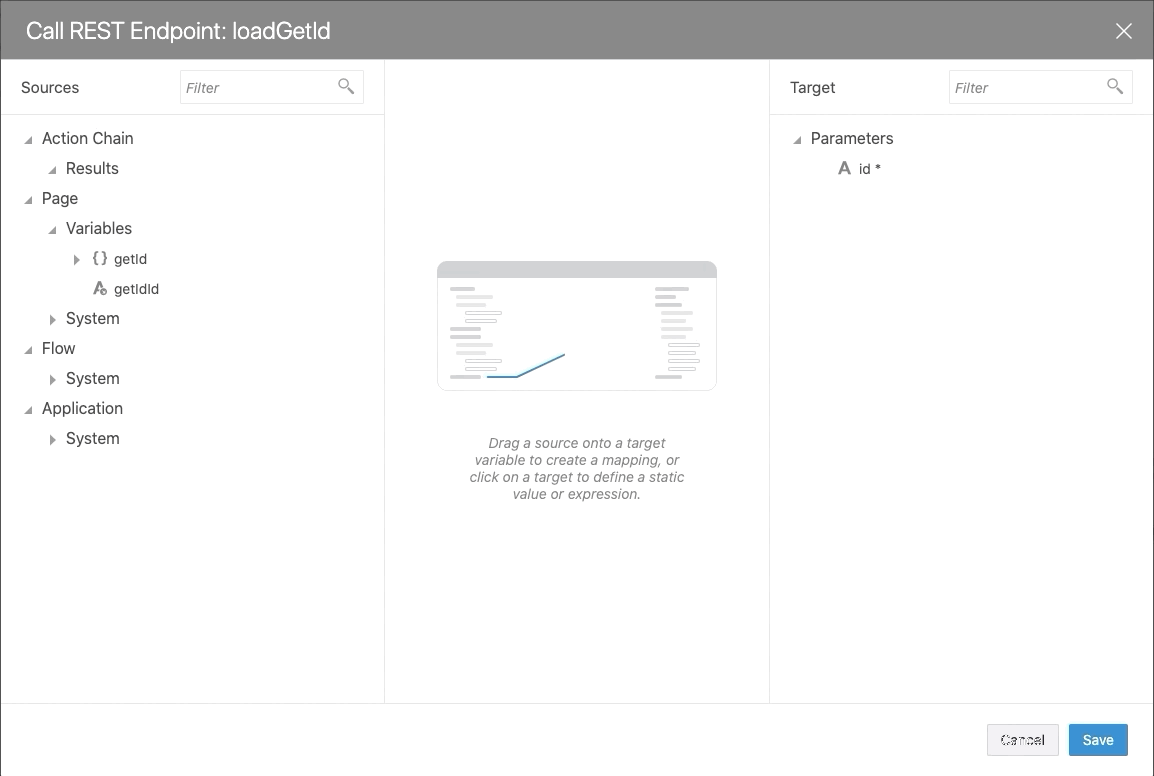 Call REST Endpoint: loadGetId
Sources
Filter
Target
Filter
Action Chain
Results
Page
Variables
{} getId
A getIdId
System
Flow
System
Application
System
Parameters
A id *
Drag a source onto a target
variable to create a mapping, or
click on a target to define a static
value or expression.
Cancel
Save